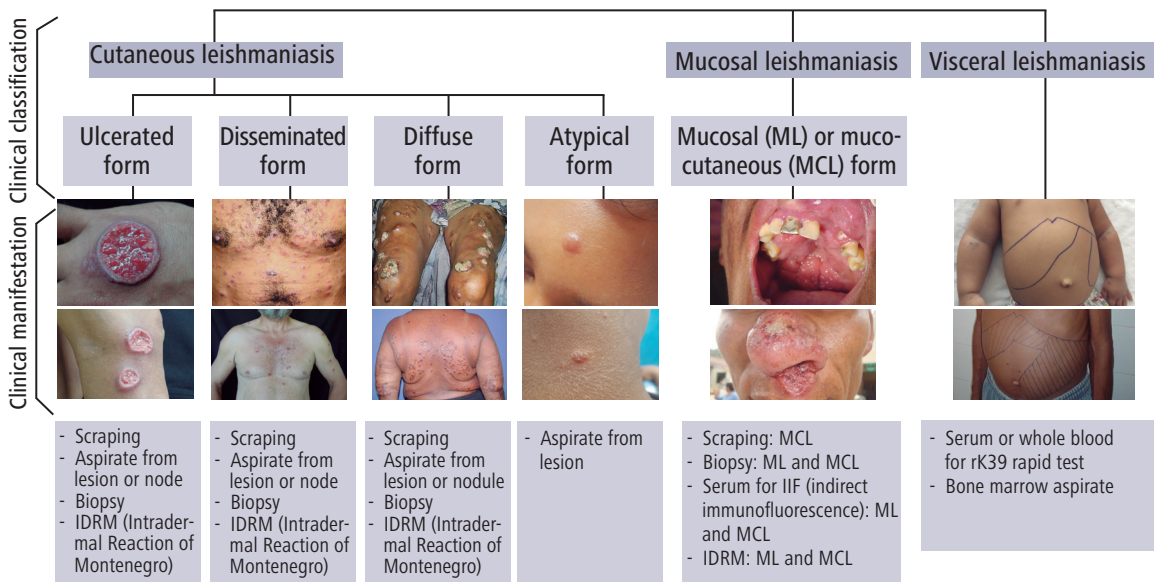 Clinical classification
Cutaneous leishmaniasis
Mucosal leishmaniasis
Visceral leishmaniasis
Ulcerated
form
Disseminated
form
Diffuse
form
Atypical
form
Mucosal (ML) or muco-
cutaneous (MCL) form
Clinical manifestation
- Scraping
- Aspirate from
lesion or node
- Biopsy
- IDRM (Intrader-
mal Reaction of
Montenegro)
- Scraping
- Aspirate from
lesion or node
- Biopsy
- IDRM (Intrader-
mal Reaction of
Montenegro)
- Scraping
- Aspirate from
lesion or nodule
- Biopsy
- IDRM (Intrader-
mal Reaction of
Montenegro)
- Aspirate from
lesion
- Scraping: MCL
- Biopsy: ML and MCL
- Serum for IIF (indirect
immunofluorescence): ML
and MCL
- IDRM: ML and MCL
- Serum or whole blood
for rK39 rapid test
- Bone marrow aspirate